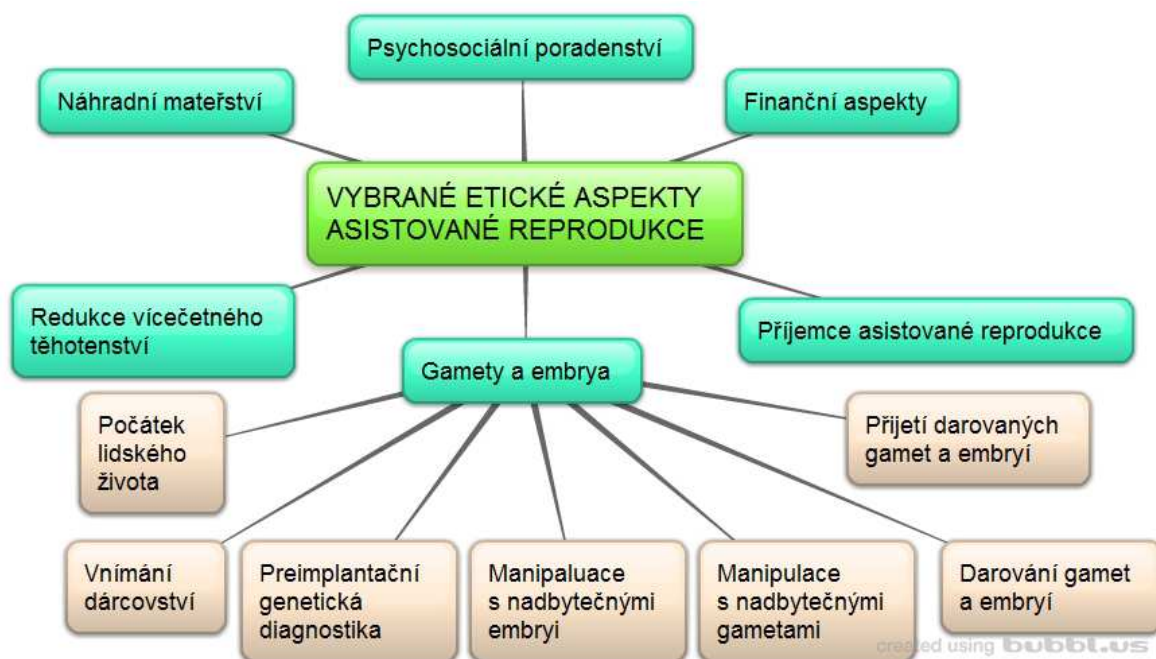 Psychosociální poradenství
Náhradní mateřství
Finanční aspekty
VYBRANÉ ETICKÉ ASPEKTY
ASISTOVANÉ REPRODUKCE
Redukce vícečetného
těhotenství
Příjemce asistované reprodukce
Gamety a embrya
Počátek
lidského
života
Přijetí darovaných
gamet a embryí
Vnímání
dárcovství
Preimplantační
genetická
diagnostika
Manipaluace
s nadbytečnými
embryi
Manipulace
s nadbytečnými
gametami
Darování gamet
a embryí
created using bubbl.us